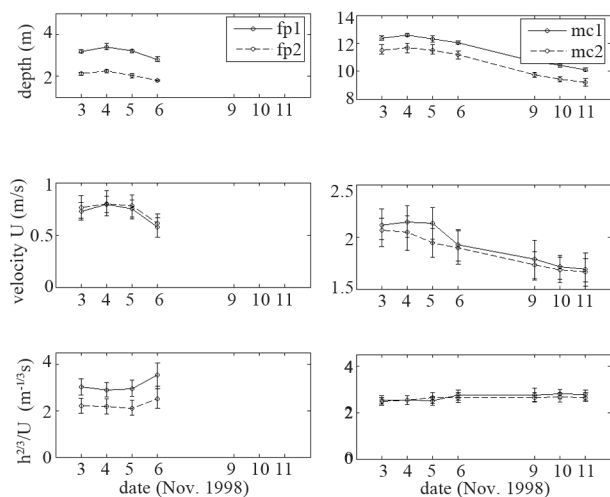 depth (m)
6
4
2
fp1
fp2
3 4 5 6 9 10 11
14
12
10
8
mc1
mc2
3 4 5 6 9 10 11
velocity U (m/s)
1
0.5
0
3 4 5 6 9 10 11
2.5
2
1.5
3 4 5 6 9 10 11
h2/3/U (m-1/3s)
4
2
0
3 4 5 6 9 10 11
date (Nov. 1998)
4
2
0
3 4 5 6 9 10 11
date (Nov. 1998)